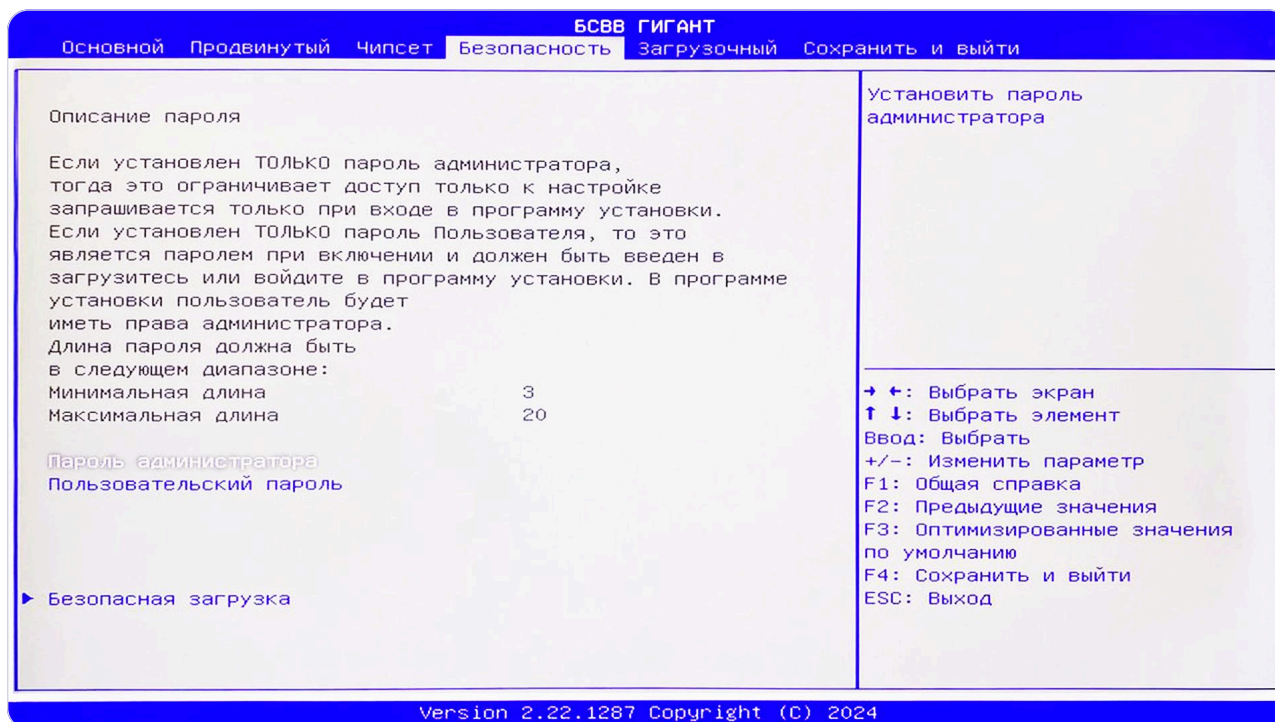 БСВВ ГИГАНТ
Основной Продвинутый Чипсет Безопасность Загрузочный Сохранить и выйти
Описание пароля
Если установлен ТОЛЬКО пароль администратора,
тогда это ограничивает доступ только к настройке
запрашивается только при входе в программу установки.
Если установлен ТОЛЬКО пароль Пользователя, то это
является паролем при включении и должен быть введен в
загрузитесь или войдите в программу установки. В программе
установки пользователь будет
иметь права администратора.
Длина пароля должна быть
в следующем диапазоне:
Минимальная длина 3
Максимальная длина 20
Пароль администратора
Пользовательский пароль
▶ Безопасная загрузка
Установить пароль
администратора
→ ←: Выбрать экран
↑ ↓: Выбрать элемент
Ввод: Выбрать
+/-: Изменить параметр
F1: Общая справка
F2: Предыдущие значения
F3: Оптимизированные значения
по умолчанию
F4: Сохранить и выйти
ESC: Выход
Version 2.22.1287 Copyright (C) 2024